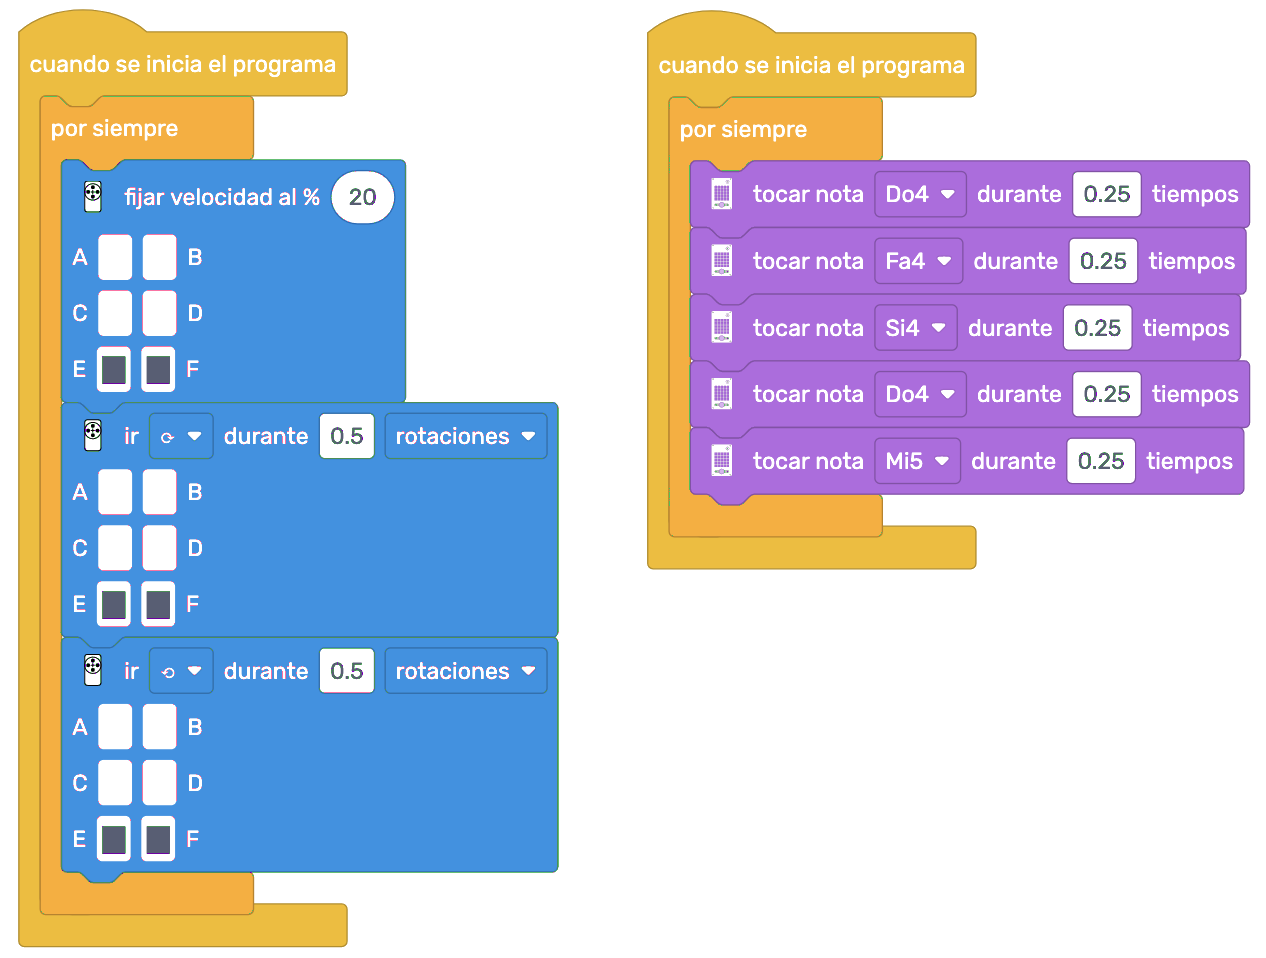 cuando se inicia el programa
por siempre
fijar velocidad al % 20
A B
C D
E F
ir durante 0.5 rotaciones
A B
C D
E F
ir durante 0.5 rotaciones
A B
C D
E F
cuando se inicia el programa
por siempre
tocar nota Do4 durante 0.25 tiempos
tocar nota Fa4 durante 0.25 tiempos
tocar nota Si4 durante 0.25 tiempos
tocar nota Do4 durante 0.25 tiempos
tocar nota Mi5 durante 0.25 tiempos